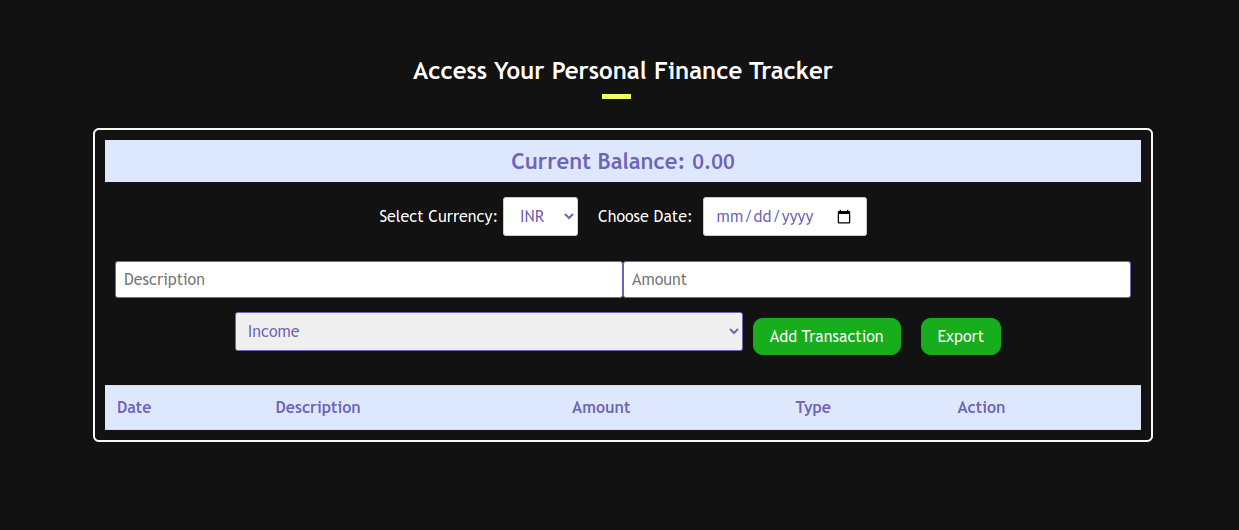 Access Your Personal Finance Tracker
Current Balance: 0.00
Select Currency: INR Choose Date: mm/dd/yyyy
Description Amount
Income Add Transaction Export
Date Description Amount Type Action